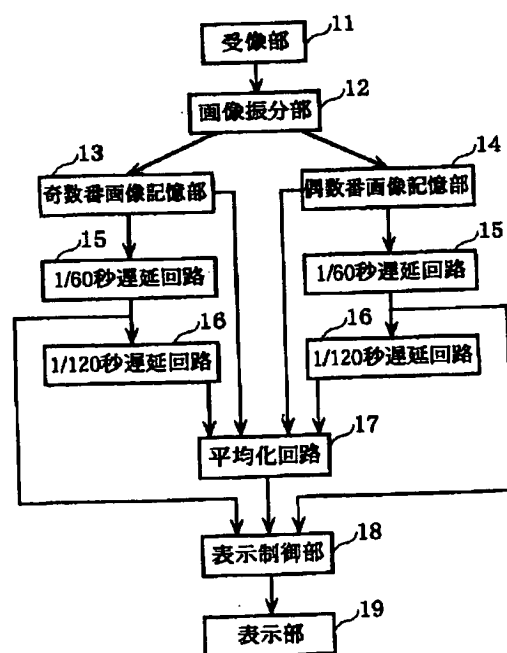 11
受像部
12
画像振分部
13
奇数番画像記憶部
14
偶数番画像記憶部
15
1/60秒遅延回路
15
1/60秒遅延回路
16
1/120秒遅延回路
16
1/120秒遅延回路
17
平均化回路
18
表示制御部
19
表示部